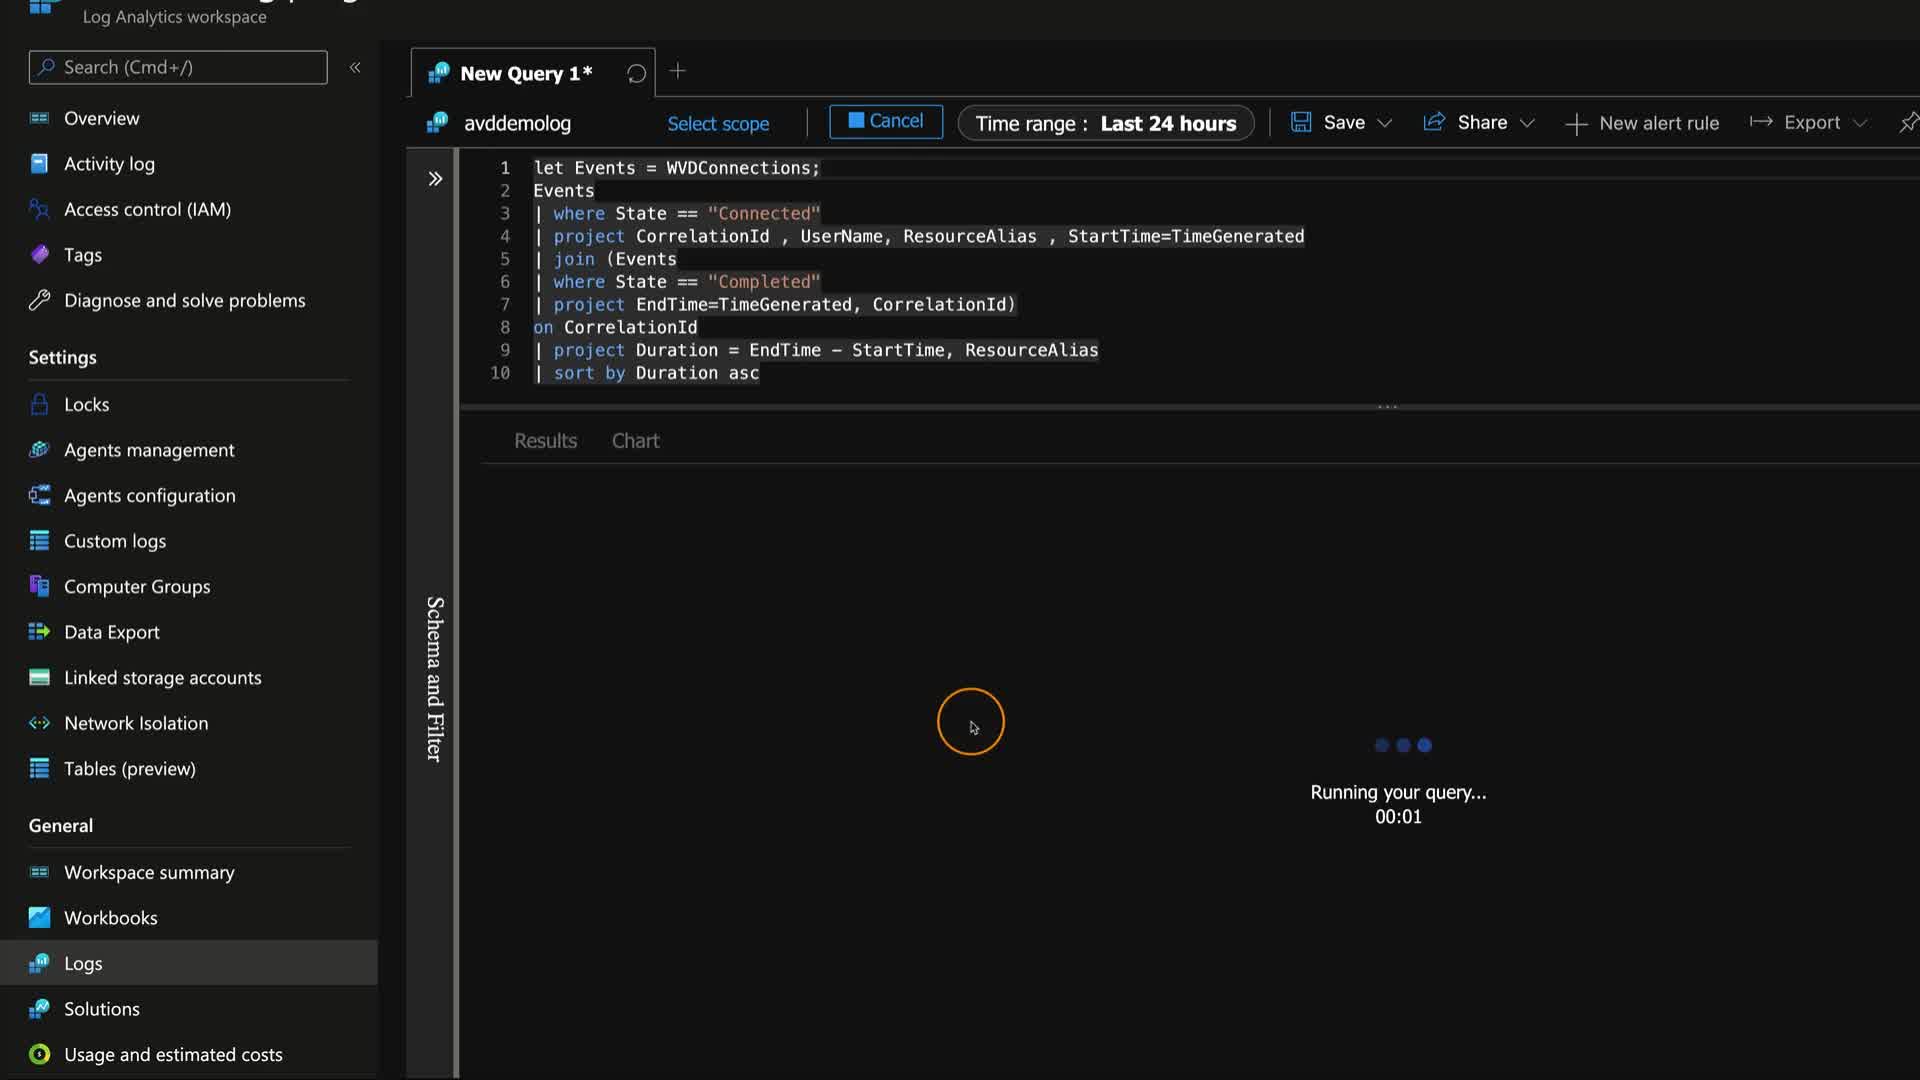 Log Analytics workspace
Search (Cmd+/)
«
Overview
Activity log
Access control (IAM)
Tags
Diagnose and solve problems
Settings
Locks
Agents management
Agents configuration
Custom logs
Computer Groups
Data Export
Linked storage accounts
Network Isolation
Tables (preview)
General
Workspace summary
Workbooks
Logs
Solutions
Usage and estimated costs
New Query 1*
avddemolog
Select scope
Cancel
Time range : Last 24 hours
Save
Share
New alert rule
Export
Schema and Filter
1 let Events = WVDConnections;
2 Events
3 | where State == "Connected"
4 | project CorrelationId , UserName, ResourceAlias , StartTime=TimeGenerated
5 | join (Events
6 | where State == "Completed"
7 | project EndTime=TimeGenerated, CorrelationId)
8 on CorrelationId
9 | project Duration = EndTime - StartTime, ResourceAlias
10 | sort by Duration asc
Results Chart
Running your query...
00:01